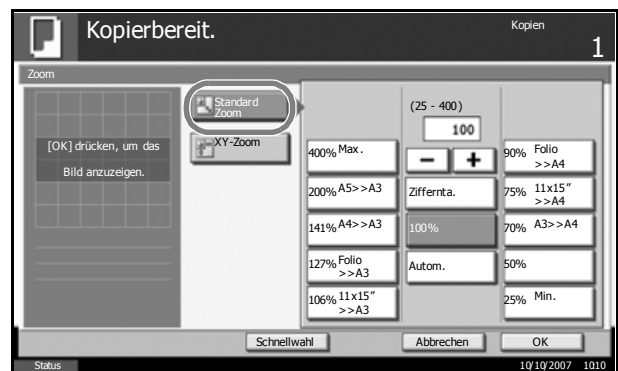 Kopierbereit.
Kopien
1
Zoom
[OK] drücken, um das
Bild anzuzeigen.
Standard
Zoom
XY-Zoom
400% Max.
200% A5>>A3
141% A4>>A3
127% Folio
>>A3
106% 11x15"
>>A3
(25 - 400)
100
– +
Ziffernta.
100%
Autom.
90% Folio
>>A4
75% 11x15"
>>A4
70% A3>>A4
50%
25% Min.
Schnellwahl
Abbrechen
OK
Status
10/10/2007 1010